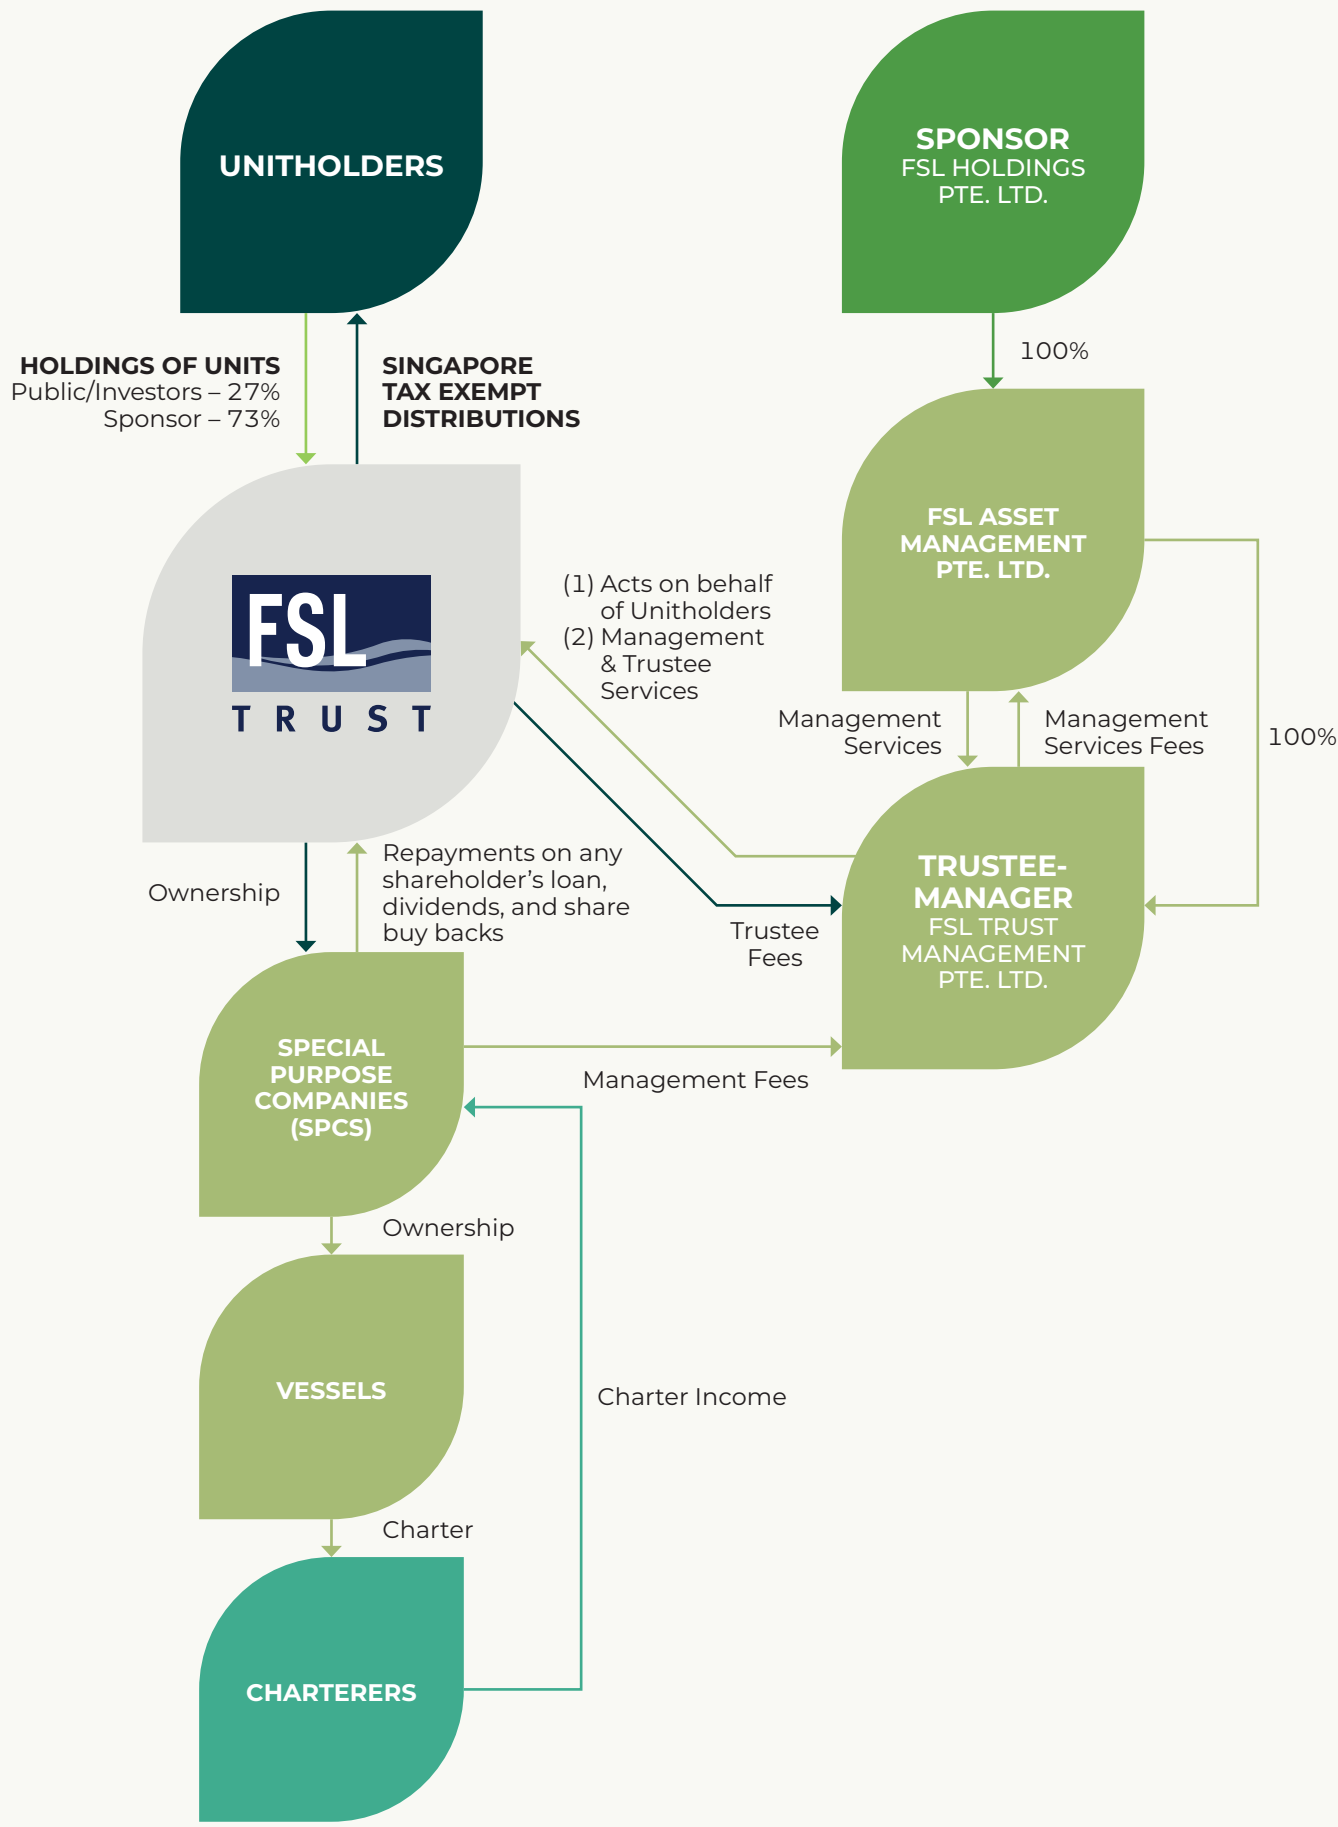 UNITHOLDERS
SPONSOR
FSL HOLDINGS
PTE. LTD.
HOLDINGS OF UNITS
Public/Investors – 27%
Sponsor – 73%
SINGAPORE
TAX EXEMPT
DISTRIBUTIONS
100%
FSL ASSET
MANAGEMENT
PTE. LTD.
FSL
TRUST
(1) Acts on behalf
of Unitholders
(2) Management
& Trustee
Services
Management
Services
Management
Services Fees
100%
Ownership
Repayments on any
shareholder’s loan,
dividends, and share
buy backs
Trustee
Fees
TRUSTEE-
MANAGER
FSL TRUST
MANAGEMENT
PTE. LTD.
SPECIAL
PURPOSE
COMPANIES
(SPCS)
Management Fees
Ownership
VESSELS
Charter Income
Charter
CHARTERERS